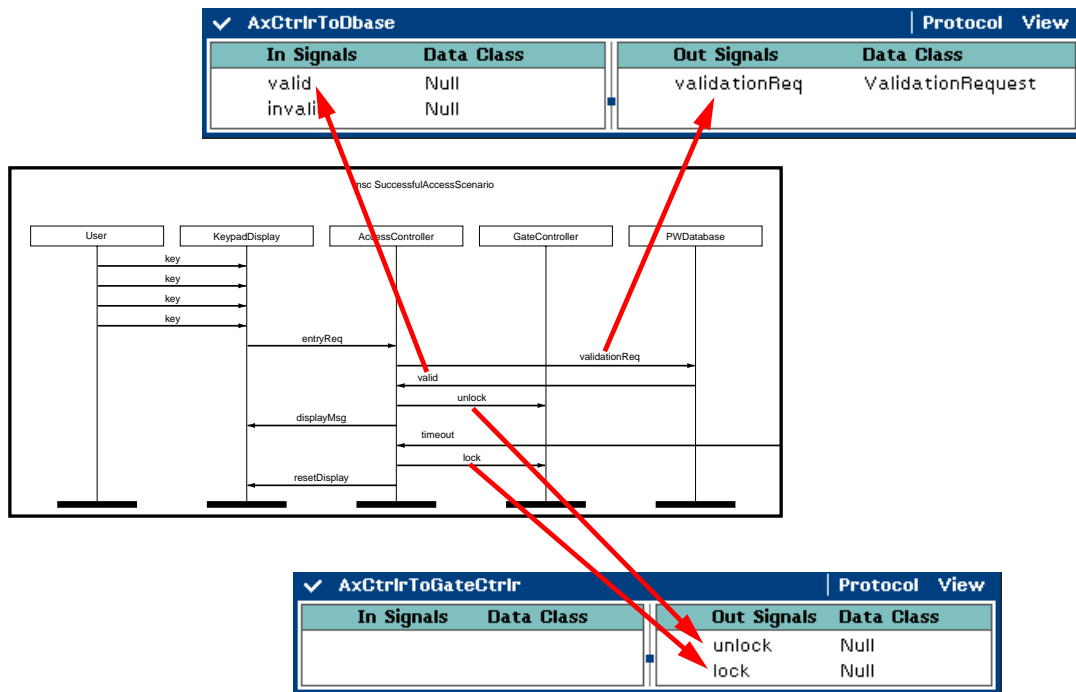 ✓ AxCtrlrToDbase | Protocol View
In Signals Data Class Out Signals Data Class
valid Null validationReq ValidationRequest
Null
SuccessfulAccessScenario
User KeypadDisplay AccessController GateController PWDatabase
key
key
key
key
entryReq
validationReq
valid
unlock
displayMsg
timeout
lock
resetDisplay
✓ AxCtrlrToGateCtrlr | Protocol View
In Signals Data Class Out Signals Data Class
unlock Null
lock Null